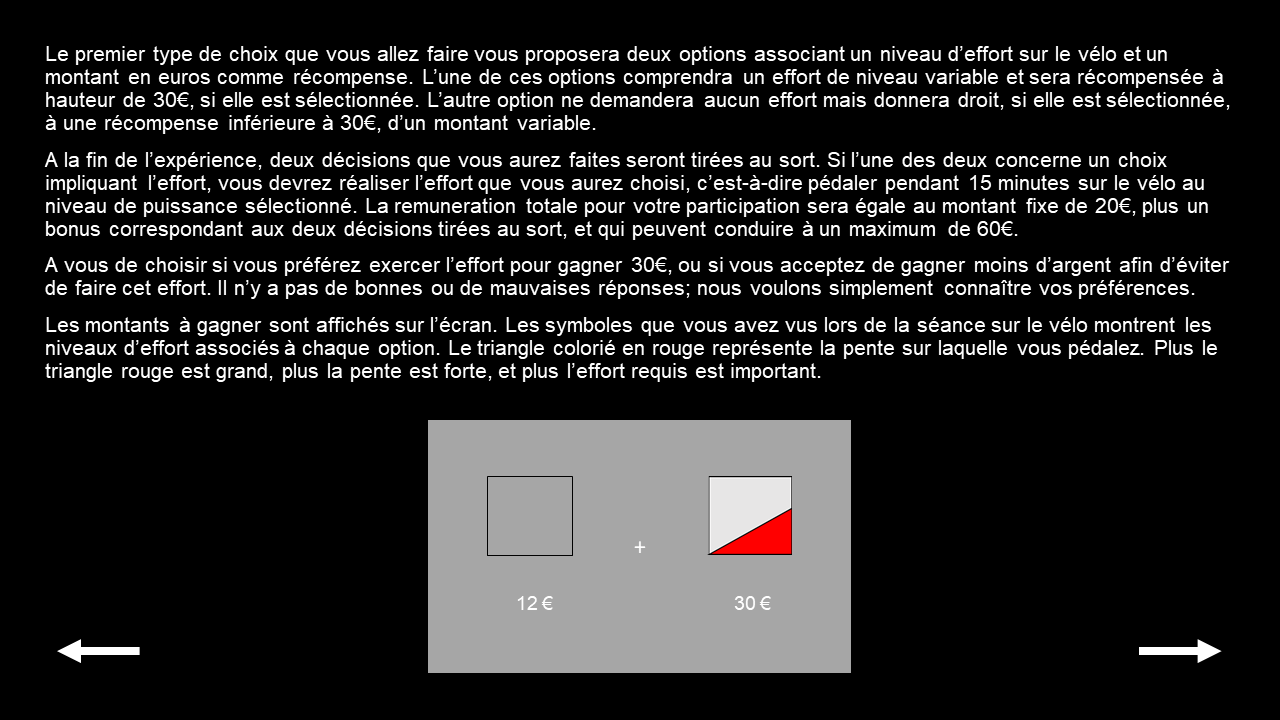 Le premier type de choix que vous allez faire vous proposera deux options associant un niveau d’effort sur le vélo et un
montant en euros comme récompense. L’une de ces options comprendra un effort de niveau variable et sera récompensée à
hauteur de 30€, si elle est sélectionnée. L’autre option ne demandera aucun effort mais donnera droit, si elle est sélectionnée,
à une récompense inférieure à 30€, d’un montant variable.
A la fin de l’expérience, deux décisions que vous aurez faites seront tirées au sort. Si l’une des deux concerne un choix
impliquant l’effort, vous devrez réaliser l’effort que vous aurez choisi, c’est-à-dire pédaler pendant 15 minutes sur le vélo au
niveau de puissance sélectionné. La remuneration totale pour votre participation sera égale au montant fixe de 20€, plus un
bonus correspondant aux deux décisions tirées au sort, et qui peuvent conduire à un maximum de 60€.
A vous de choisir si vous préférez exercer l’effort pour gagner 30€, ou si vous acceptez de gagner moins d’argent afin d’éviter
de faire cet effort. Il n’y a pas de bonnes ou de mauvaises réponses; nous voulons simplement connaître vos préférences.
Les montants à gagner sont affichés sur l’écran. Les symboles que vous avez vus lors de la séance sur le vélo montrent les
niveaux d’effort associés à chaque option. Le triangle colorié en rouge représente la pente sur laquelle vous pédalez. Plus le
triangle rouge est grand, plus la pente est forte, et plus l’effort requis est important.
+
12 €
30 €